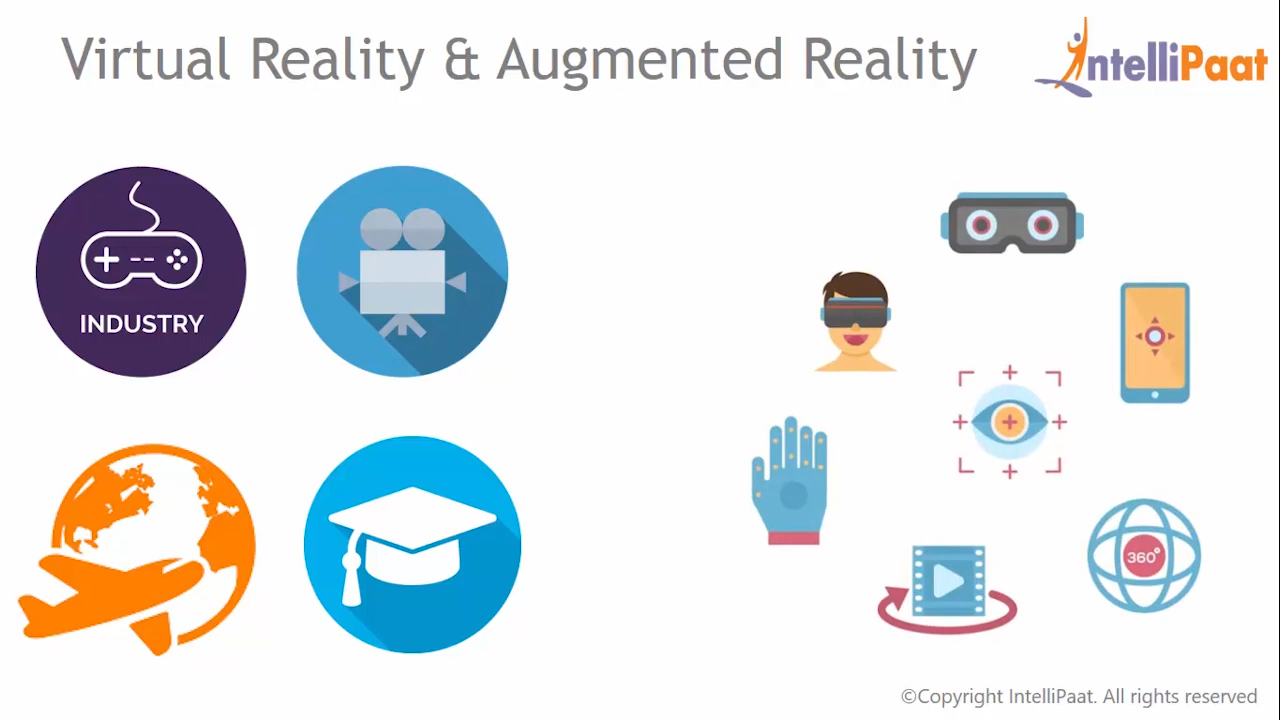 Virtual Reality & Augmented Reality
IntelliPaat
INDUSTRY
360°
©Copyright IntelliPaat. All rights reserved